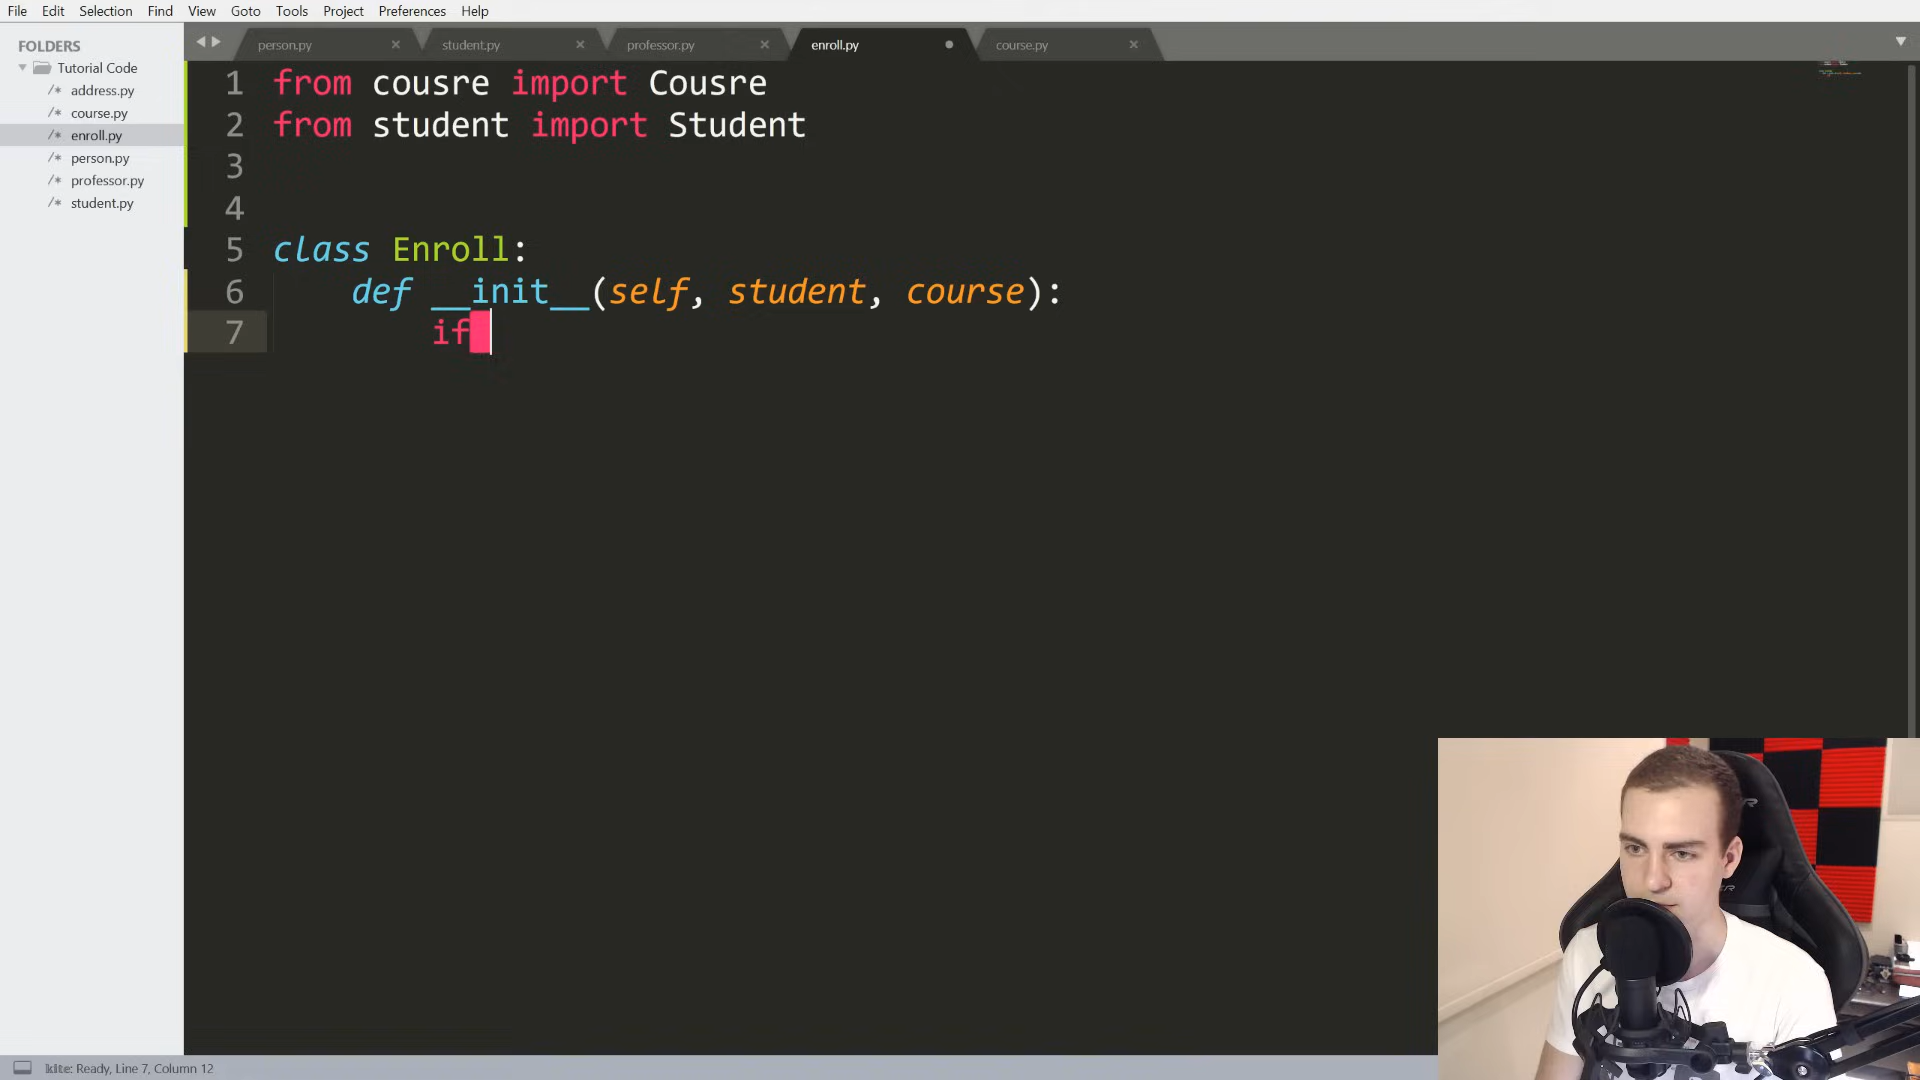 File Edit Selection Find View Goto Tools Project Preferences Help
FOLDERS
Tutorial Code
/* address.py
/* course.py
/* enroll.py
/* person.py
/* professor.py
/* student.py
person.py × student.py × professor.py × enroll.py course.py ×
1 from cousre import Cousre
2 from student import Student
3
4
5 class Enroll:
6 def __init__(self, student, course):
7 if
kite: Ready, Line 7, Column 12